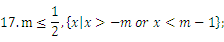 17. m ≤ 1/2, {x|x > −m or x < m − 1};